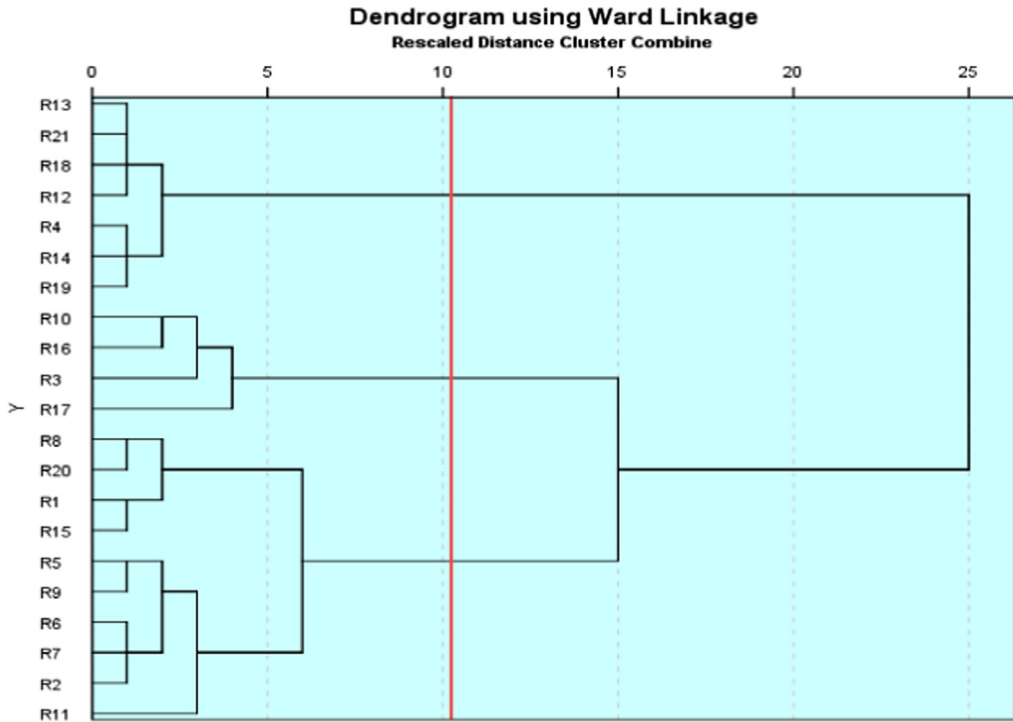 Dendrogram using Ward Linkage
Rescaled Distance Cluster Combine
0 5 10 15 20 25
R13
R21
R18
R12
R4
R14
R19
R10
R16
R3
R17
Y
R8
R20
R1
R15
R5
R9
R6
R7
R2
R11